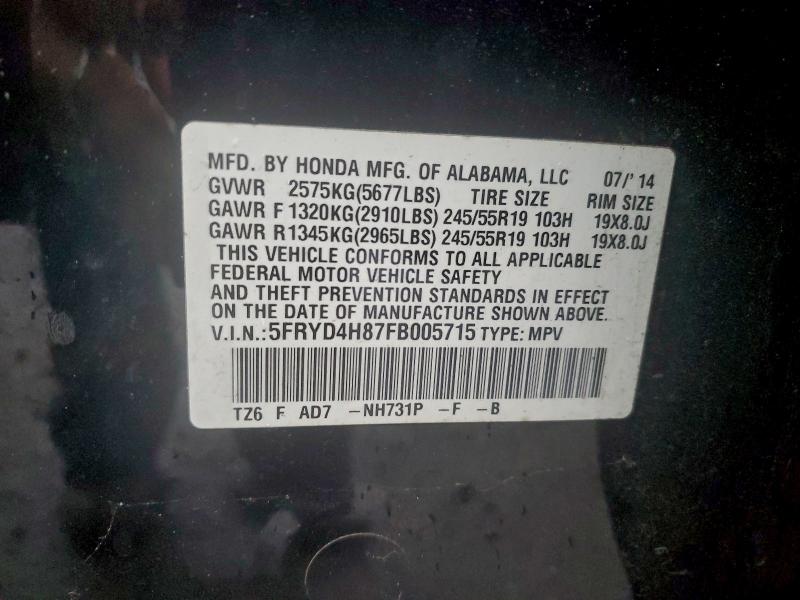 MFD. BY HONDA MFG. OF ALABAMA, LLC 07/' 14
GVWR 2575KG(5677LBS) TIRE SIZE RIM SIZE
GAWR F 1320KG(2910LBS) 245/55R19 103H 19X8.0J
GAWR R1345KG(2965LBS) 245/55R19 103H 19X8.0J
THIS VEHICLE CONFORMS TO ALL APPLICABLE
FEDERAL MOTOR VEHICLE SAFETY
AND THEFT PREVENTION STANDARDS IN EFFECT
ON THE DATE OF MANUFACTURE SHOWN ABOVE.
V.I.N.:5FRYD4H87FB005715 TYPE: MPV
TZ6 F AD7 -NH731P -F -B